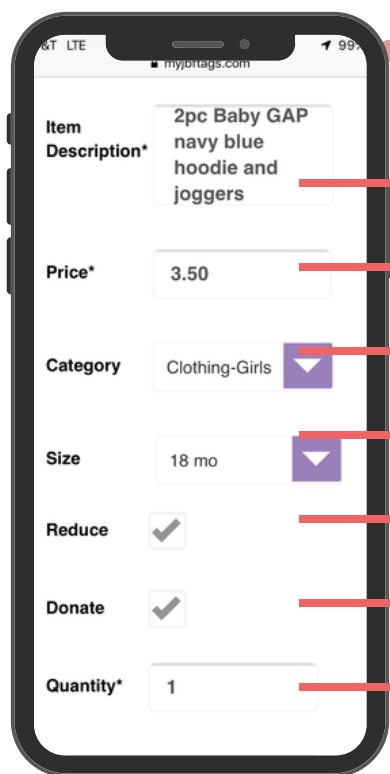 &T LTE 99%
myjbftags.com
Item
Description*
2pc Baby GAP
navy blue
hoodie and
joggers
Price*
3.50
Category
Clothing-Girls
Size
18 mo
Reduce
Donate
Quantity*
1